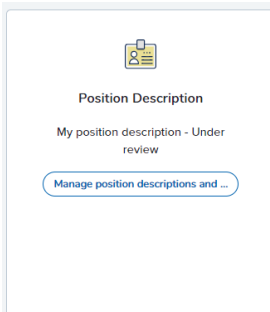 Position Description
My position description - Under
review
Manage position descriptions and ...